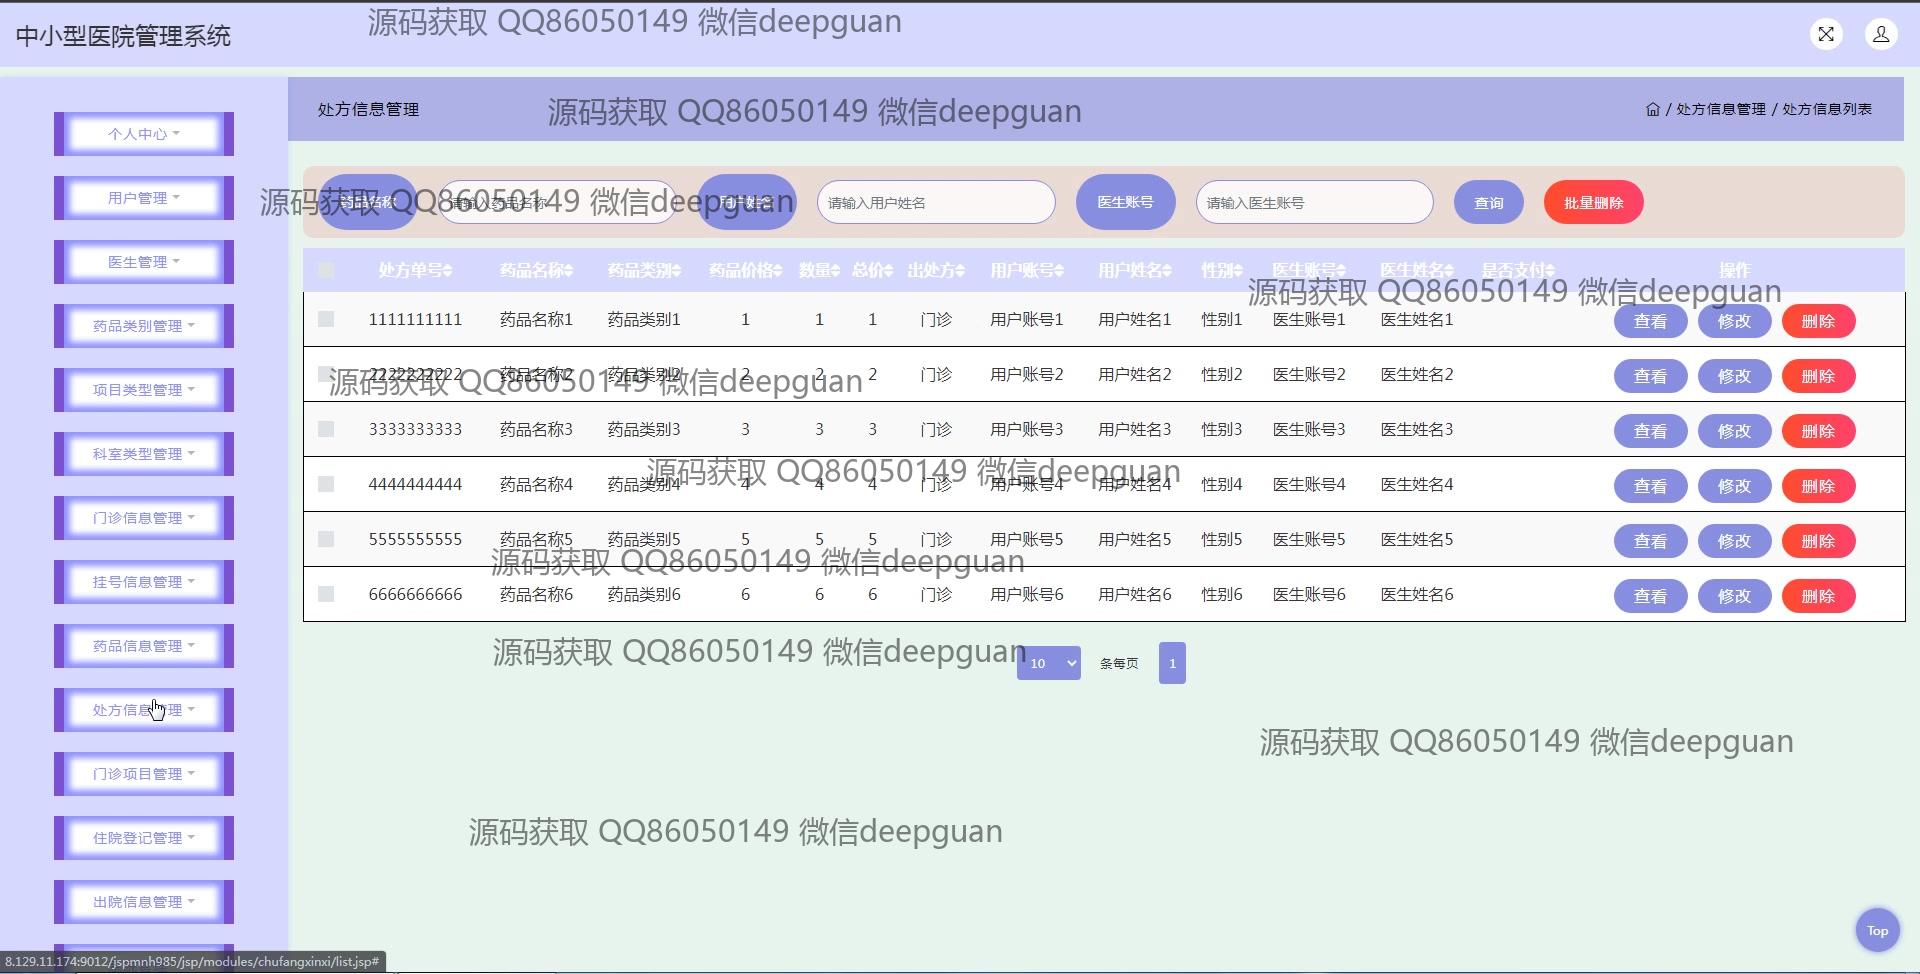 中小型医院管理系统
源码获取 QQ86050149 微信deepguan
处方信息管理
源码获取 QQ86050149 微信deepguan
/ 处方信息管理 / 处方信息列表
个人中心
用户管理
医生管理
药品类别管理
项目类型管理
科室类型管理
门诊信息管理
挂号信息管理
药品信息管理
处方信息管理
门诊项目管理
住院登记管理
出院信息管理
药品名称 请输入药品名称 用户姓名 请输入用户姓名 医生账号 请输入医生账号 查询 批量删除
源码获取 QQ86050149 微信deepguan
处方单号 药品名称 药品类别 药品价格 数量 总价 出处方 用户账号 用户姓名 性别 医生账号 医生姓名 是否支付 操作
源码获取 QQ86050149 微信deepguan
1111111111 药品名称1 药品类别1 1 1 1 门诊 用户账号1 用户姓名1 性别1 医生账号1 医生姓名1 查看 修改 删除
2222222222 药品名称2 药品类别2 2 2 2 门诊 用户账号2 用户姓名2 性别2 医生账号2 医生姓名2 查看 修改 删除
源码获取 QQ86050149 微信deepguan
3333333333 药品名称3 药品类别3 3 3 3 门诊 用户账号3 用户姓名3 性别3 医生账号3 医生姓名3 查看 修改 删除
源码获取 QQ86050149 微信deepguan
4444444444 药品名称4 药品类别4 4 4 4 门诊 用户账号4 用户姓名4 性别4 医生账号4 医生姓名4 查看 修改 删除
5555555555 药品名称5 药品类别5 5 5 5 门诊 用户账号5 用户姓名5 性别5 医生账号5 医生姓名5 查看 修改 删除
源码获取 QQ86050149 微信deepguan
6666666666 药品名称6 药品类别6 6 6 6 门诊 用户账号6 用户姓名6 性别6 医生账号6 医生姓名6 查看 修改 删除
源码获取 QQ86050149 微信deepguan
10 条每页 1
源码获取 QQ86050149 微信deepguan
源码获取 QQ86050149 微信deepguan
Top
8.129.11.174:9012/jspmnh985/jsp/modules/chufangxinxi/list.jsp#